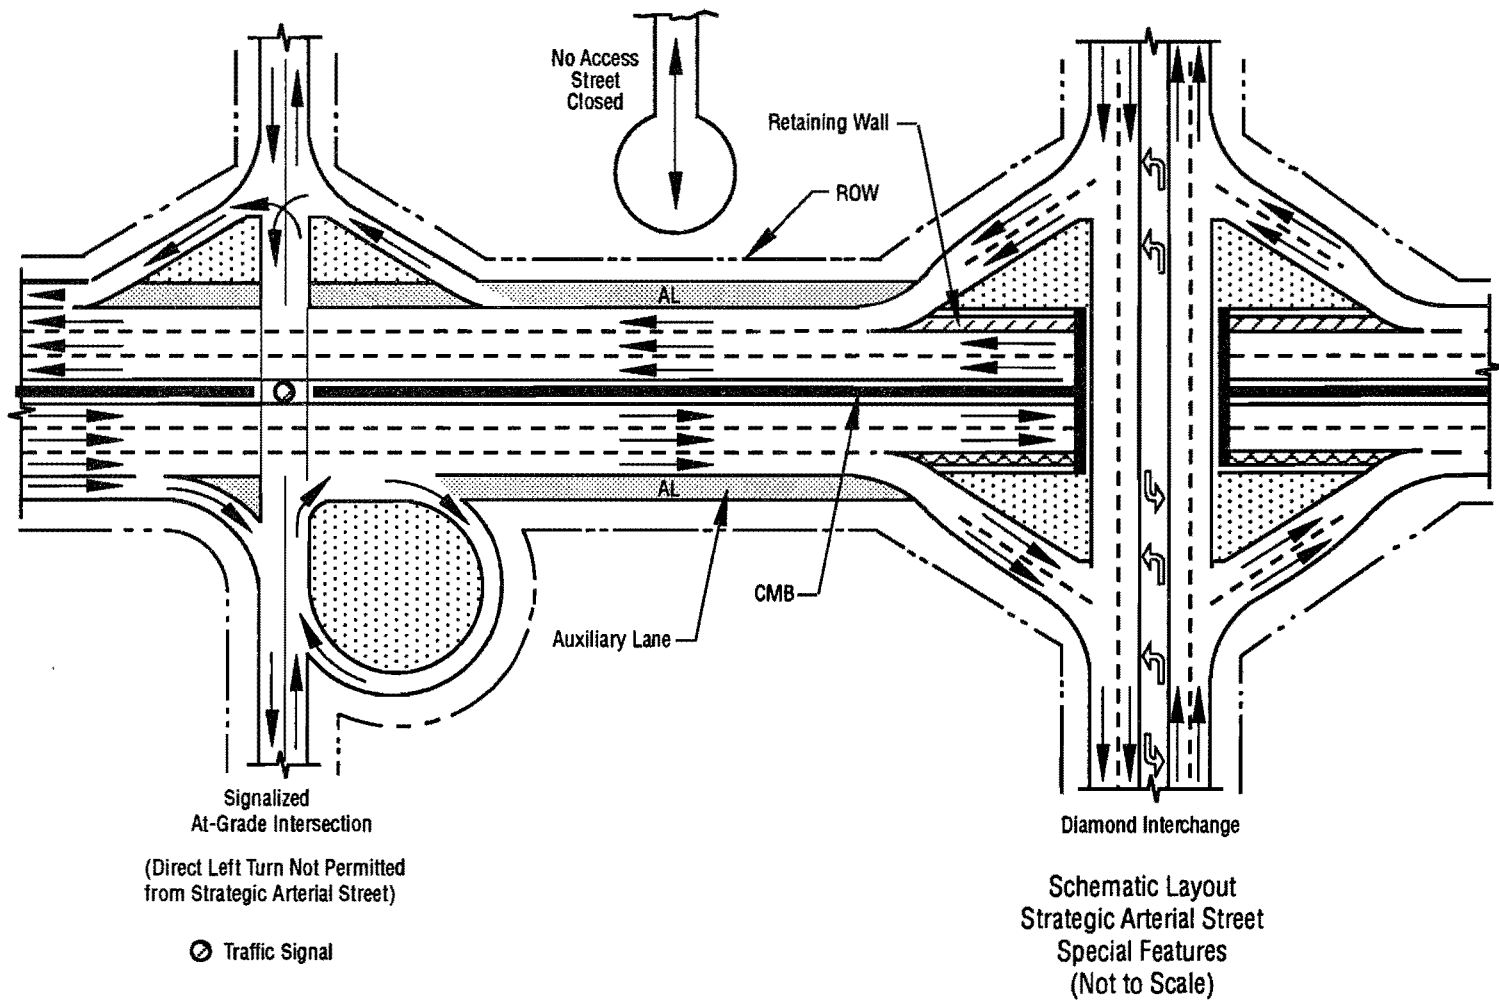 No Access
Street
Closed
Retaining Wall
ROW
AL
AL
CMB
Auxiliary Lane
Signalized
At-Grade Intersection
(Direct Left Turn Not Permitted
from Strategic Arterial Street)
Traffic Signal
Diamond Interchange
Schematic Layout
Strategic Arterial Street
Special Features
(Not to Scale)